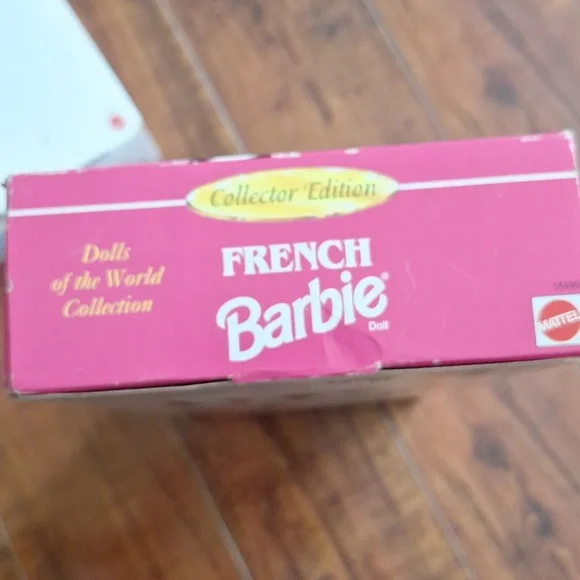 Collector Edition
Dolls
of the World
Collection
FRENCH
Barbie®
Doll
MATTEL